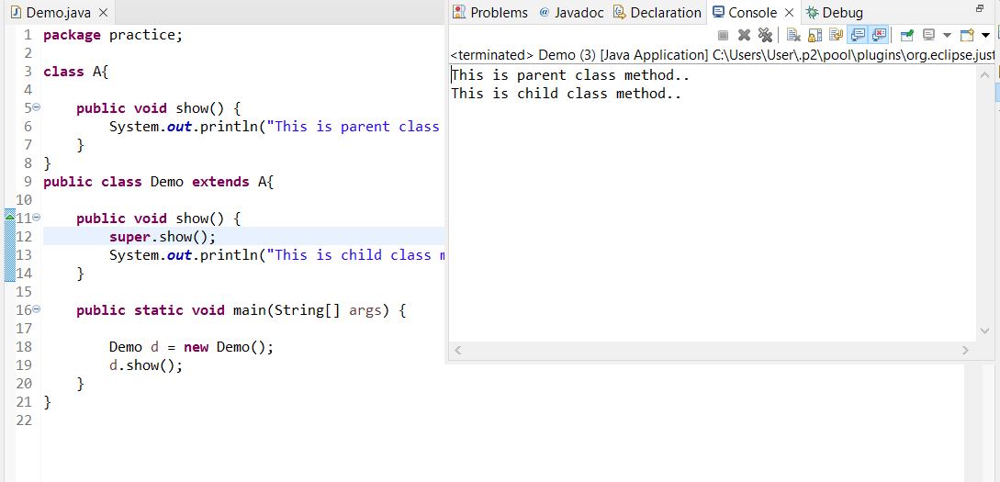 Demo.java
1 package practice;
2
3 class A{
4
5 public void show() {
6 System.out.println("This is parent class
7 }
8 }
9 public class Demo extends A{
10
11 public void show() {
12 super.show();
13 System.out.println("This is child class
14 }
15
16 public static void main(String[] args) {
17
18 Demo d = new Demo();
19 d.show();
20 }
21 }
22
Problems @ Javadoc Declaration Console Debug
<terminated> Demo (3) [Java Application] C:\Users\User\.p2\pool\plugins\org.eclipse.just
This is parent class method..
This is child class method..